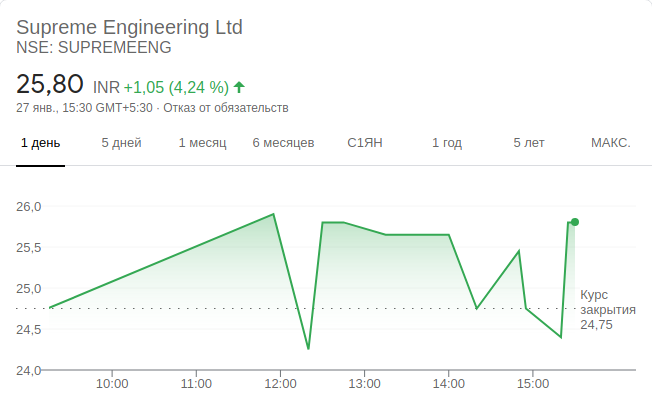 Supreme Engineering Ltd
NSE: SUPREMEENG
25,80 INR +1,05 (4,24 %)
27 янв., 15:30 GMT+5:30 · Отказ от обязательств
1 день 5 дней 1 месяц 6 месяцев С1ЯН 1 год 5 лет МАКС.
26,0
25,5
25,0
24,5
24,0
Курс
закрытия
24,75
10:00 11:00 12:00 13:00 14:00 15:00